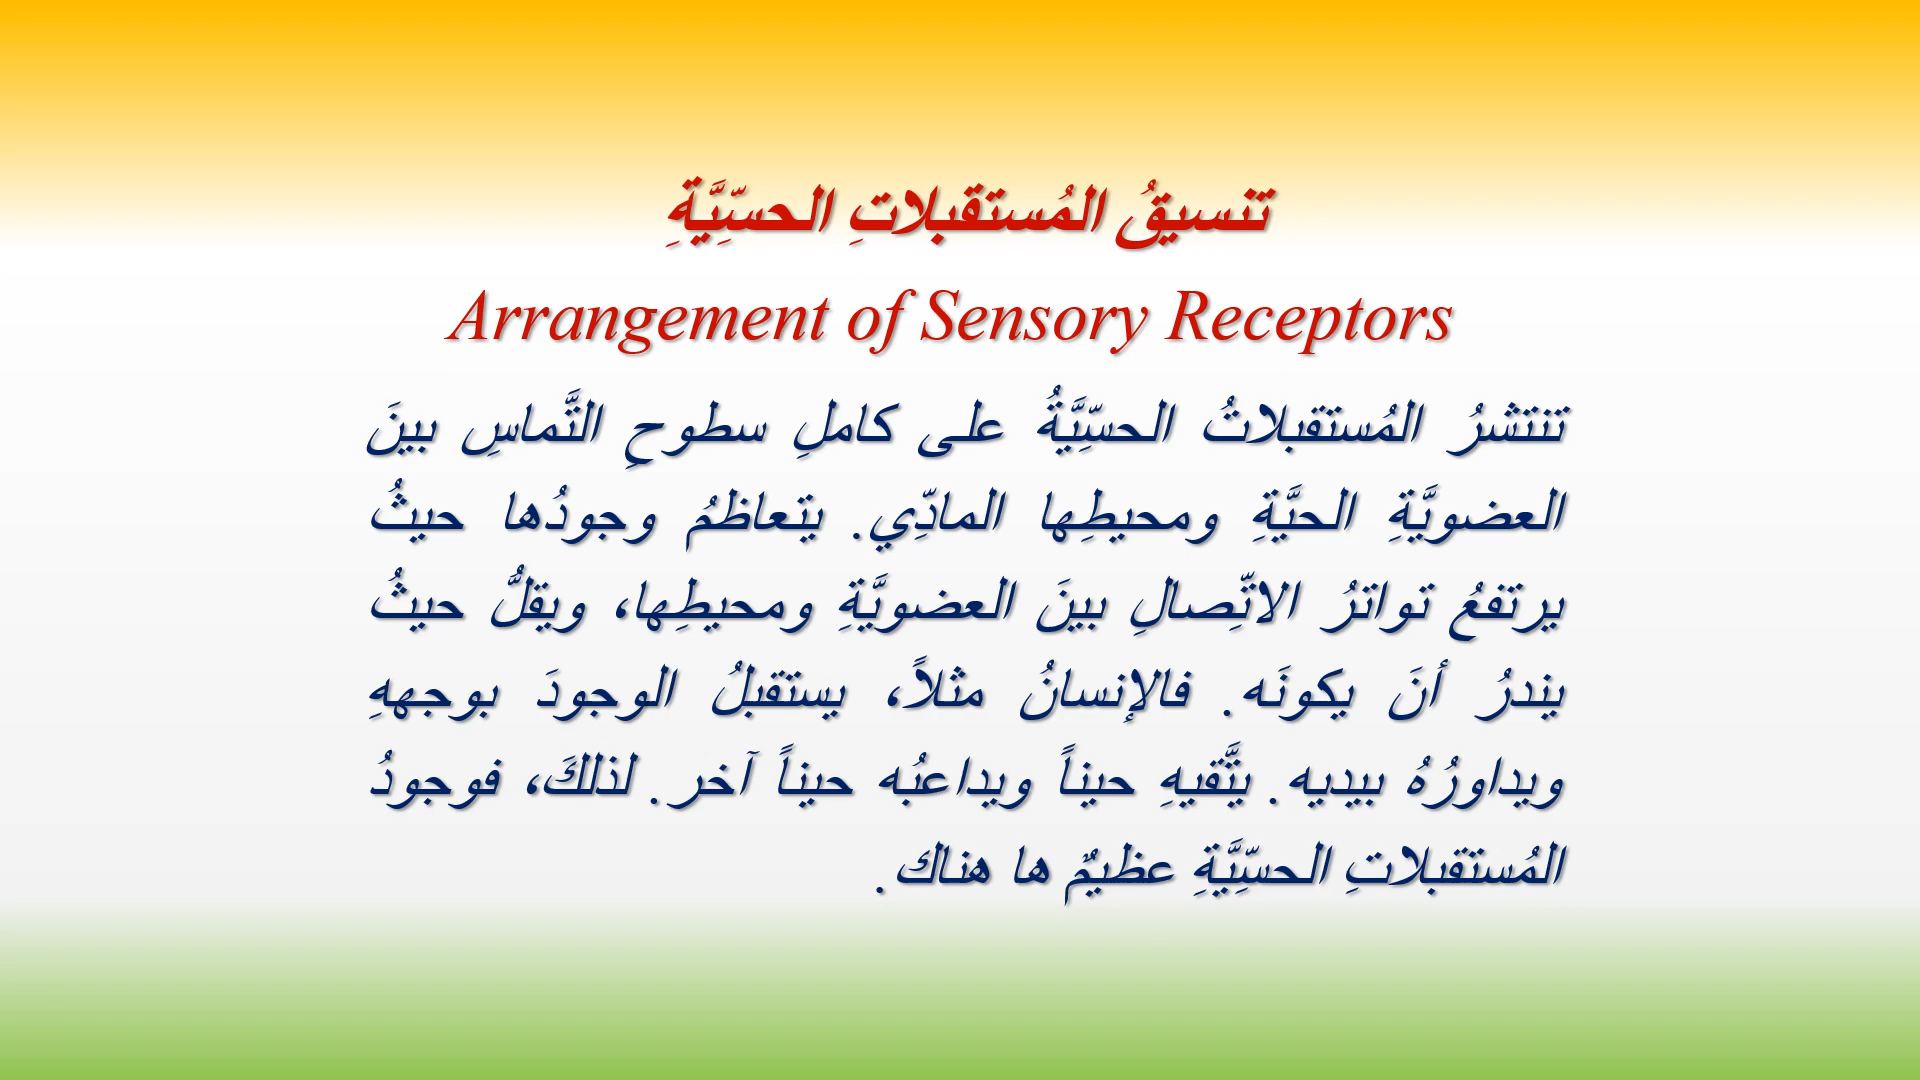 تنسيقُ المُستقبلاتِ الحسّيَّةِ
Arrangement of Sensory Receptors
تنتشرُ المُستقبلاتُ الحسّيَّةُ على كاملِ سطوحِ التَّماسِ بينَ
العضويَّةِ الحيَّةِ ومحيطِها المادّي. يتعاظمُ وجودُها حيثُ
يرتفعُ تواترُ الاتّصالِ بينَ العضويَّةِ ومحيطِها، ويقلُّ حيثُ
يندرُ أنَ يكونَه. فالإنسانُ مثلاً، يستقبلُ الوجودَ بوجههِ
ويداورُهُ بيديه. يتَّقيهِ حيناً ويداعبُه حيناً آخر. لذلكَ، فوجودُ
المُستقبلاتِ الحسّيَّةِ عظيمٌ ها هناك.